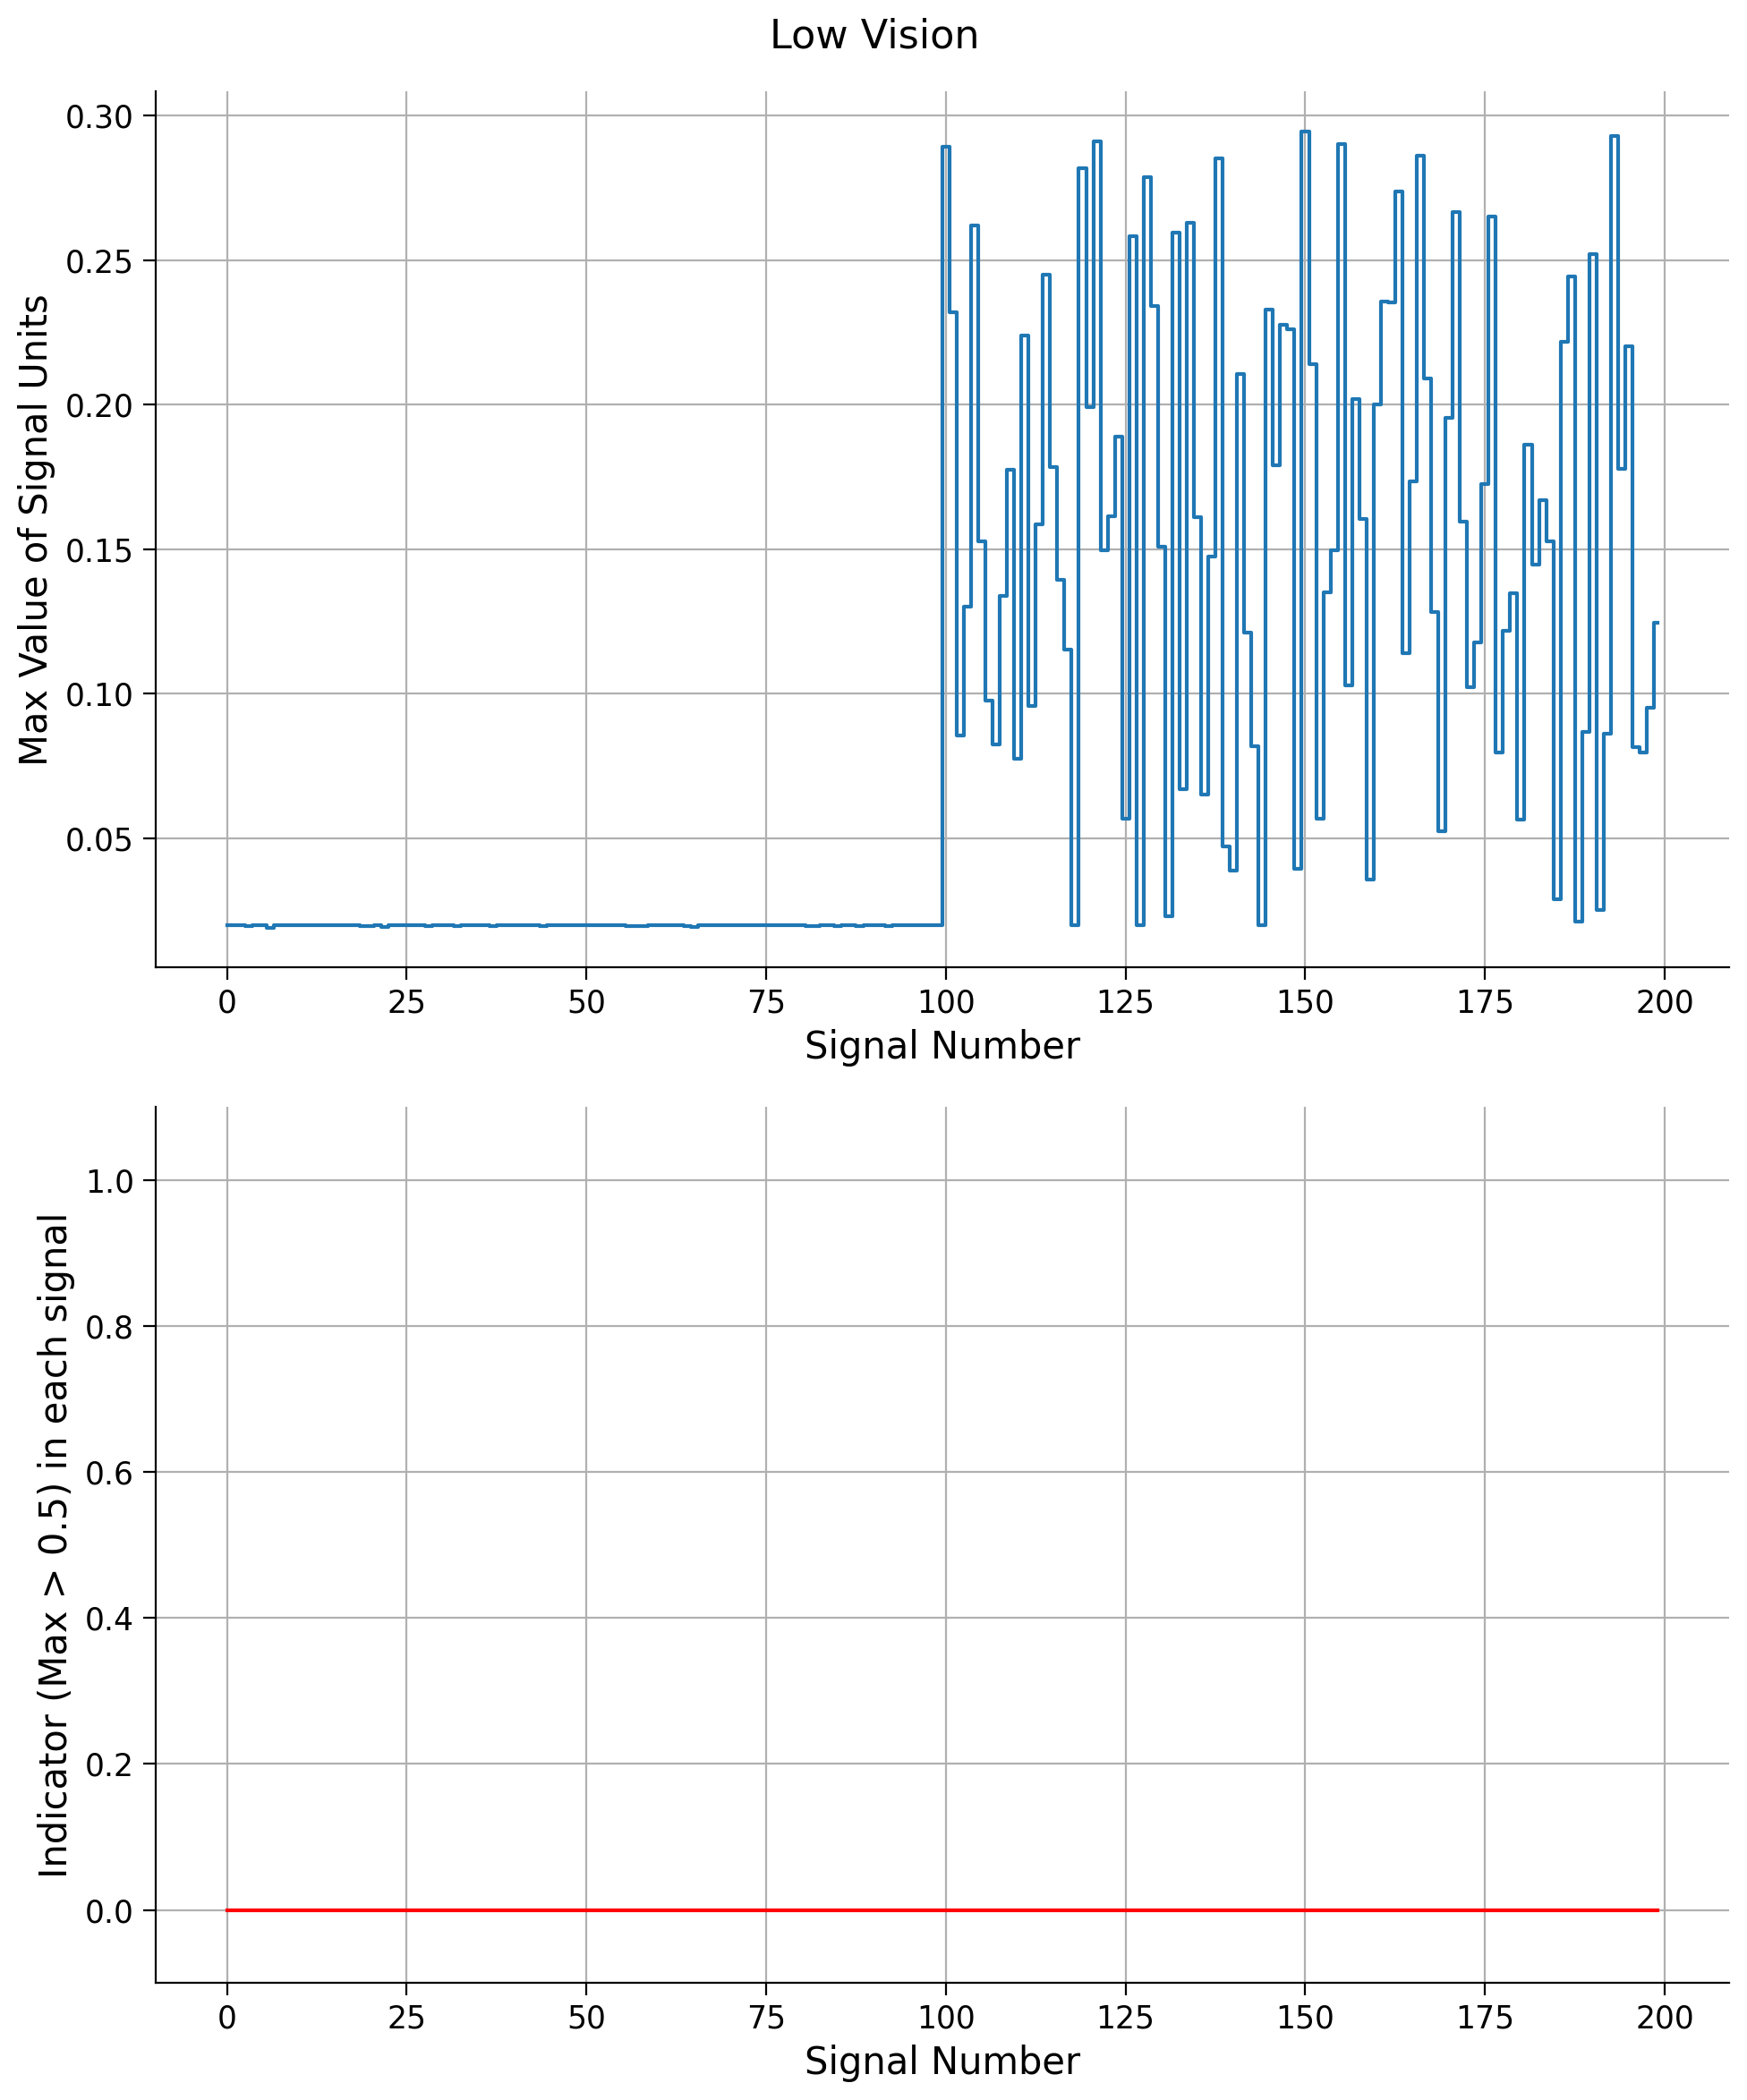 Low Vision
Max Value of Signal Units
0.30
0.25
0.20
0.15
0.10
0.05
0 25 50 75 100 125 150 175 200
Signal Number
Indicator (Max > 0.5) in each signal
1.0
0.8
0.6
0.4
0.2
0.0
0 25 50 75 100 125 150 175 200
Signal Number